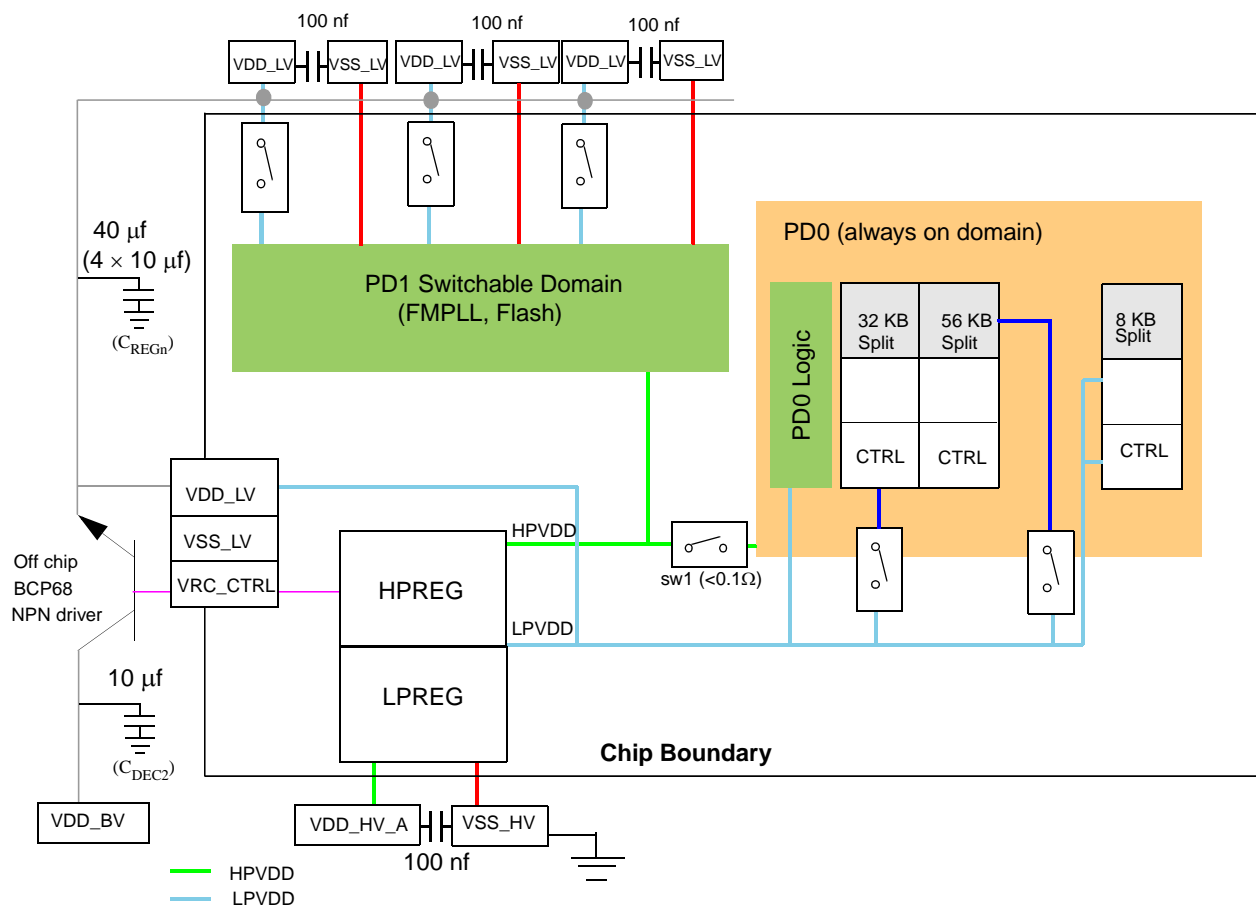 100 nf
100 nf
100 nf
VDD_LV
VSS_LV
VDD_LV
VSS_LV
VDD_LV
VSS_LV
40 μf
(4 × 10 μf)
(CREGn)
PD1 Switchable Domain
(FMPLL, Flash)
PD0 (always on domain)
PD0 Logic
32 KB
Split
56 KB
Split
8 KB
Split
CTRL
CTRL
CTRL
VDD_LV
VSS_LV
VRC_CTRL
Off chip
BCP68
NPN driver
HPVDD
sw1 (<0.1Ω)
HPREG
LPVDD
LPREG
10 μf
(CDEC2)
Chip Boundary
VDD_BV
VDD_HV_A
VSS_HV
100 nf
HPVDD
LPVDD